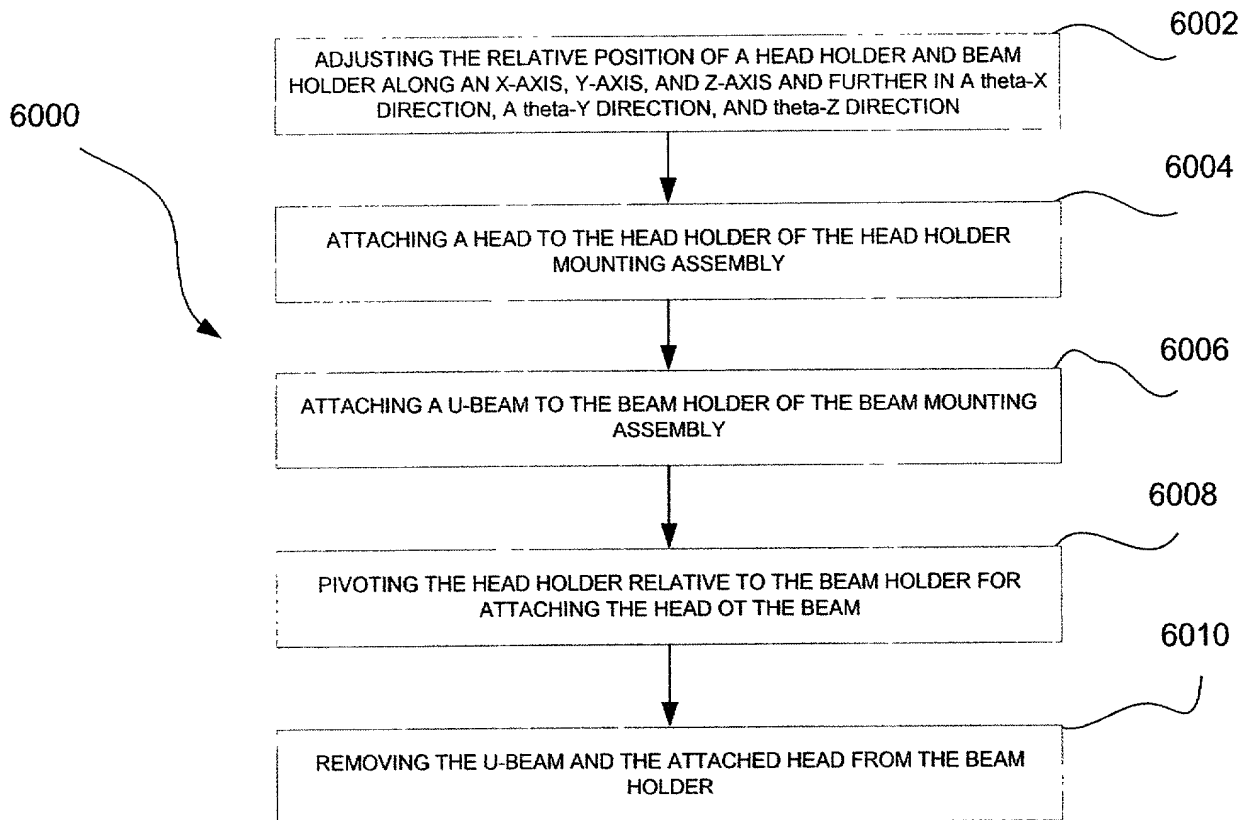 6002
ADJUSTING THE RELATIVE POSITION OF A HEAD HOLDER AND BEAM
HOLDER ALONG AN X-AXIS, Y-AXIS, AND Z-AXIS AND FURTHER IN A theta-X
DIRECTION, A theta-Y DIRECTION, AND theta-Z DIRECTION
6000
6004
ATTACHING A HEAD TO THE HEAD HOLDER OF THE HEAD HOLDER
MOUNTING ASSEMBLY
6006
ATTACHING A U-BEAM TO THE BEAM HOLDER OF THE BEAM MOUNTING
ASSEMBLY
6008
PIVOTING THE HEAD HOLDER RELATIVE TO THE BEAM HOLDER FOR
ATTACHING THE HEAD OT THE BEAM
6010
REMOVING THE U-BEAM AND THE ATTACHED HEAD FROM THE BEAM
HOLDER